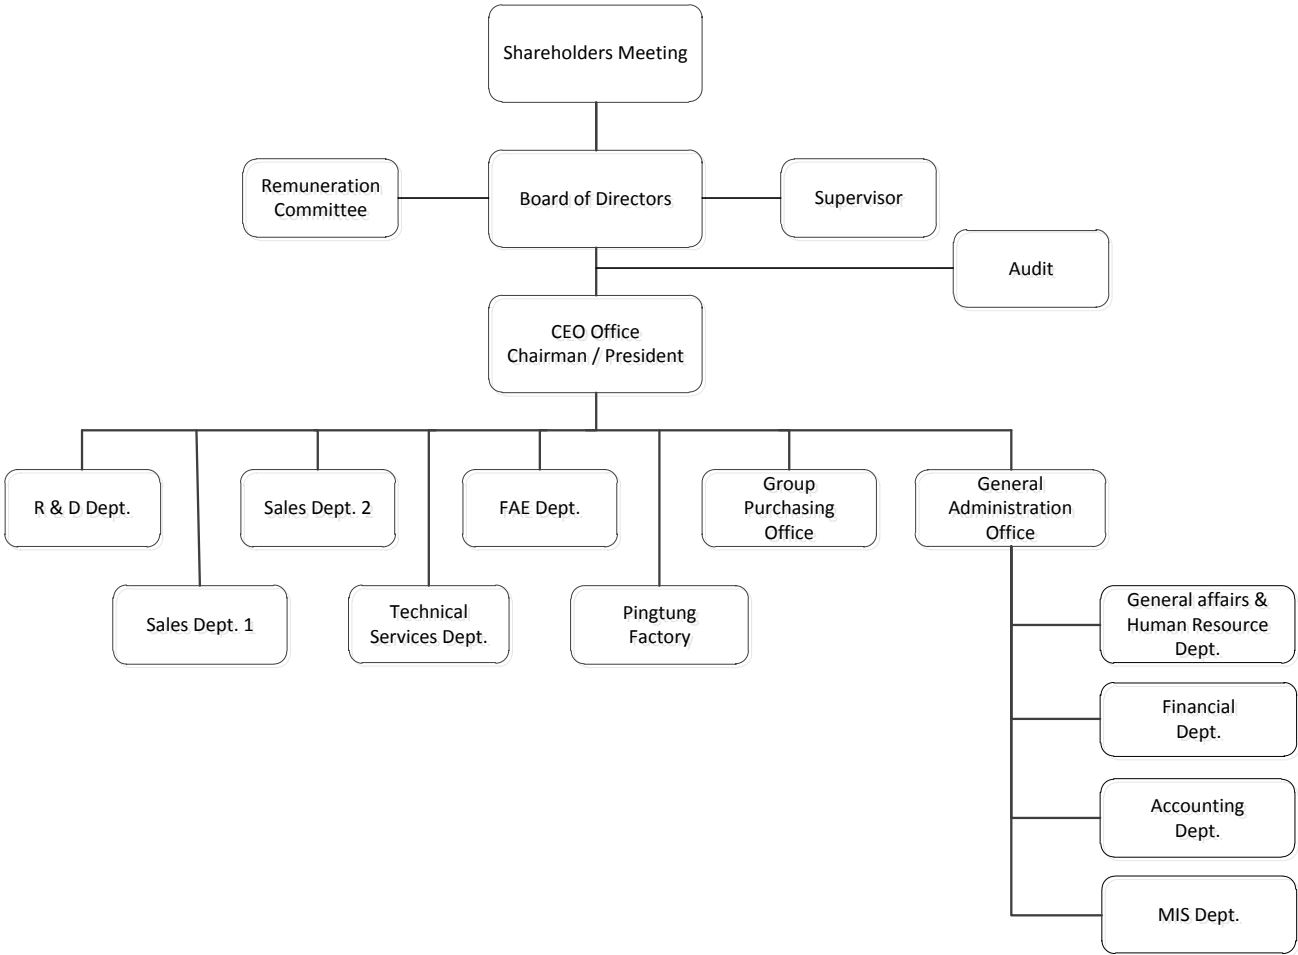 Shareholders Meeting
Remuneration
Committee
Board of Directors
Supervisor
Audit
CEO Office
Chairman / President
R & D Dept.
Sales Dept. 2
FAE Dept.
Group
Purchasing
Office
General
Administration
Office
Sales Dept. 1
Technical
Services Dept.
Pingtung
Factory
General affairs &
Human Resource
Dept.
Financial
Dept.
Accounting
Dept.
MIS Dept.